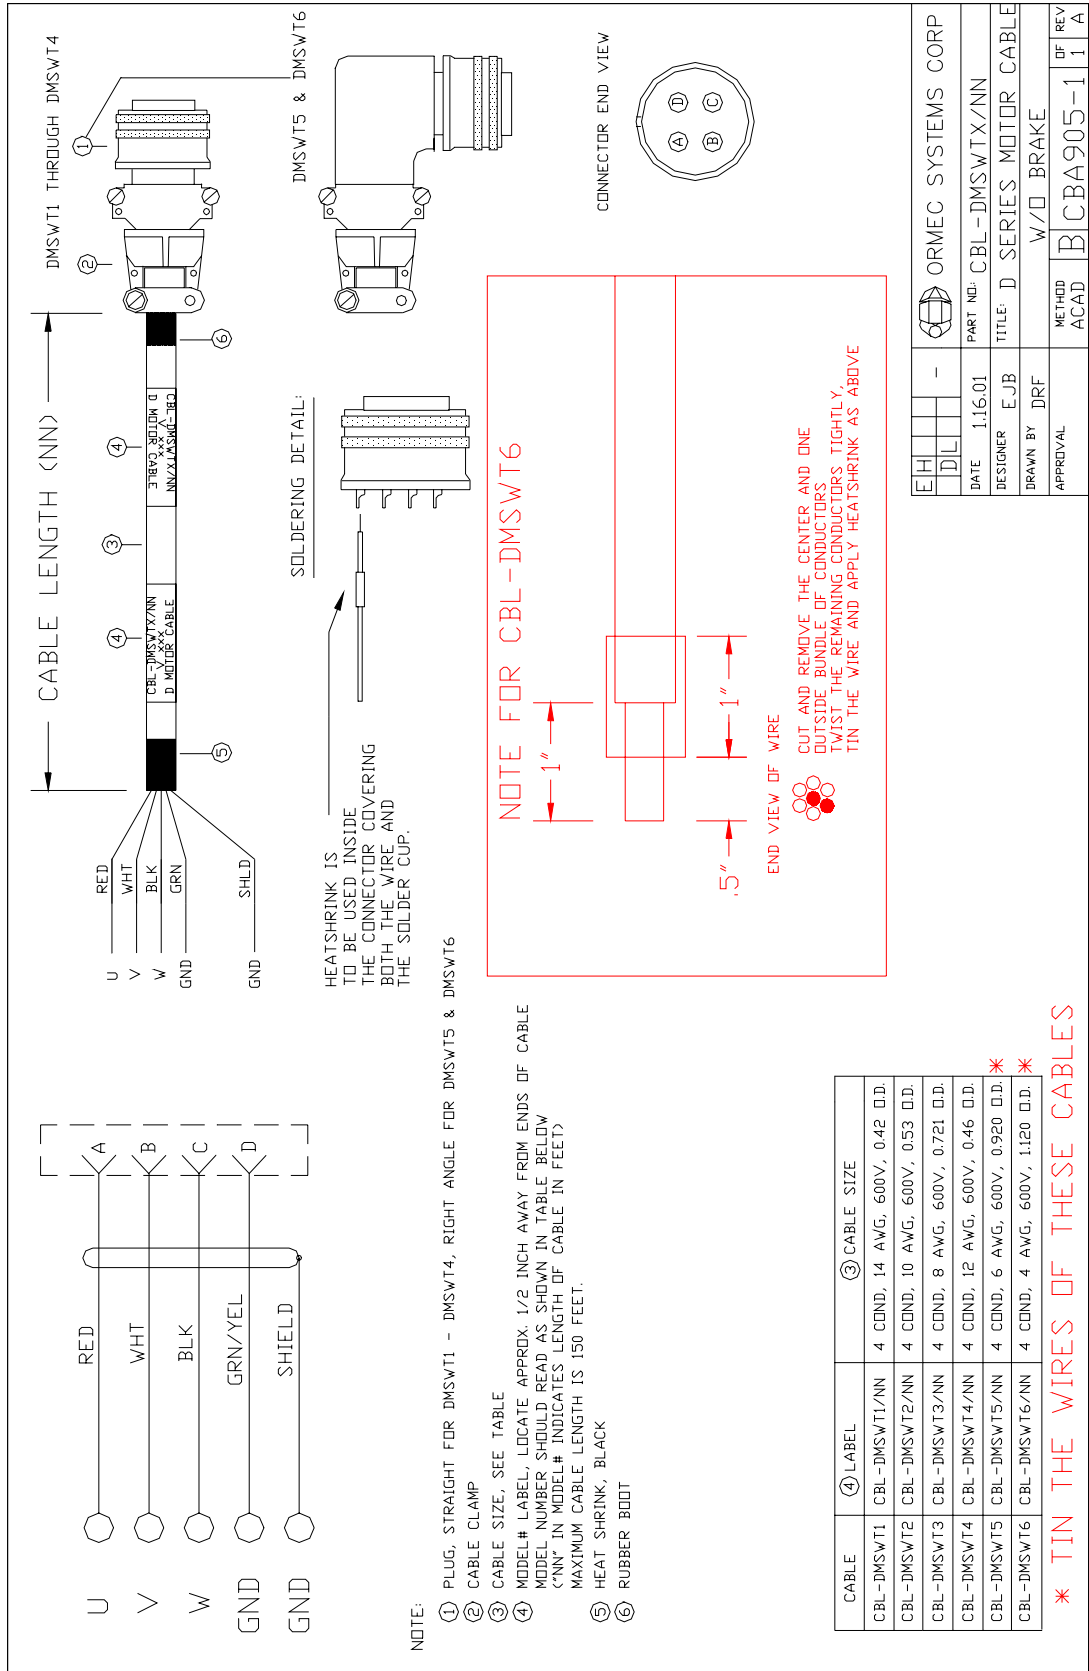 U
V
W
GND
GND
RED
WHT
BLK
GRN/YEL
SHIELD
A
B
C
D
U
V
W
GND
GND
RED
WHT
BLK
GRN
SHLD
CABLE LENGTH (NN)
CBL-DMSWTX/NN
V xxx
D MOTOR CABLE
CBL-DMSWTX/NN
V xxx
D MOTOR CABLE
5
4
3
4
6
2
1
DMSWT1 THROUGH DMSWT4
DMSWT5 & DMSWT6
HEATSHRINK IS
TO BE USED INSIDE
THE CONNECTOR COVERING
BOTH THE WIRE AND
THE SOLDER CUP.
SOLDERING DETAIL:
CONNECTOR END VIEW
A
D
B
C
NOTE:
1 PLUG, STRAIGHT FOR DMSWT1 - DMSWT4, RIGHT ANGLE FOR DMSWT5 & DMSWT6
2 CABLE CLAMP
3 CABLE SIZE, SEE TABLE
4 MODEL# LABEL, LOCATE APPROX. 1/2 INCH AWAY FROM ENDS OF CABLE
MODEL NUMBER SHOULD READ AS SHOWN IN TABLE BELOW
("NN" IN MODEL# INDICATES LENGTH OF CABLE IN FEET)
MAXIMUM CABLE LENGTH IS 150 FEET.
5 HEAT SHRINK, BLACK
6 RUBBER BOOT
NOTE FOR CBL-DMSWT6
1"
1"
.5"
END VIEW OF WIRE
CUT AND REMOVE THE CENTER AND ONE
OUTSIDE BUNDLE OF CONDUCTORS
TWIST THE REMAINING CONDUCTORS TIGHTLY,
TIN THE WIRE AND APPLY HEATSHRINK AS ABOVE
CABLE 4 LABEL 3 CABLE SIZE
CBL-DMSWT1 CBL-DMSWT1/NN 4 COND, 14 AWG, 600V, 0.42 O.D.
CBL-DMSWT2 CBL-DMSWT2/NN 4 COND, 10 AWG, 600V, 0.53 O.D.
CBL-DMSWT3 CBL-DMSWT3/NN 4 COND, 8 AWG, 600V, 0.721 O.D.
CBL-DMSWT4 CBL-DMSWT4/NN 4 COND, 12 AWG, 600V, 0.46 O.D.
CBL-DMSWT5 CBL-DMSWT5/NN 4 COND, 6 AWG, 600V, 0.920 O.D. *
CBL-DMSWT6 CBL-DMSWT6/NN 4 COND, 4 AWG, 600V, 1.120 O.D. *
* TIN THE WIRES OF THESE CABLES
E H
D L -
ORMEC SYSTEMS CORP
DATE 1.16.01
PART NO.: CBL-DMSWTX/NN
DESIGNER EJB
TITLE: D SERIES MOTOR CABLE
DRAWN BY DRF
W/O BRAKE
APPROVAL
METHOD ACAD
B CBA905-1
OF 1
REV A